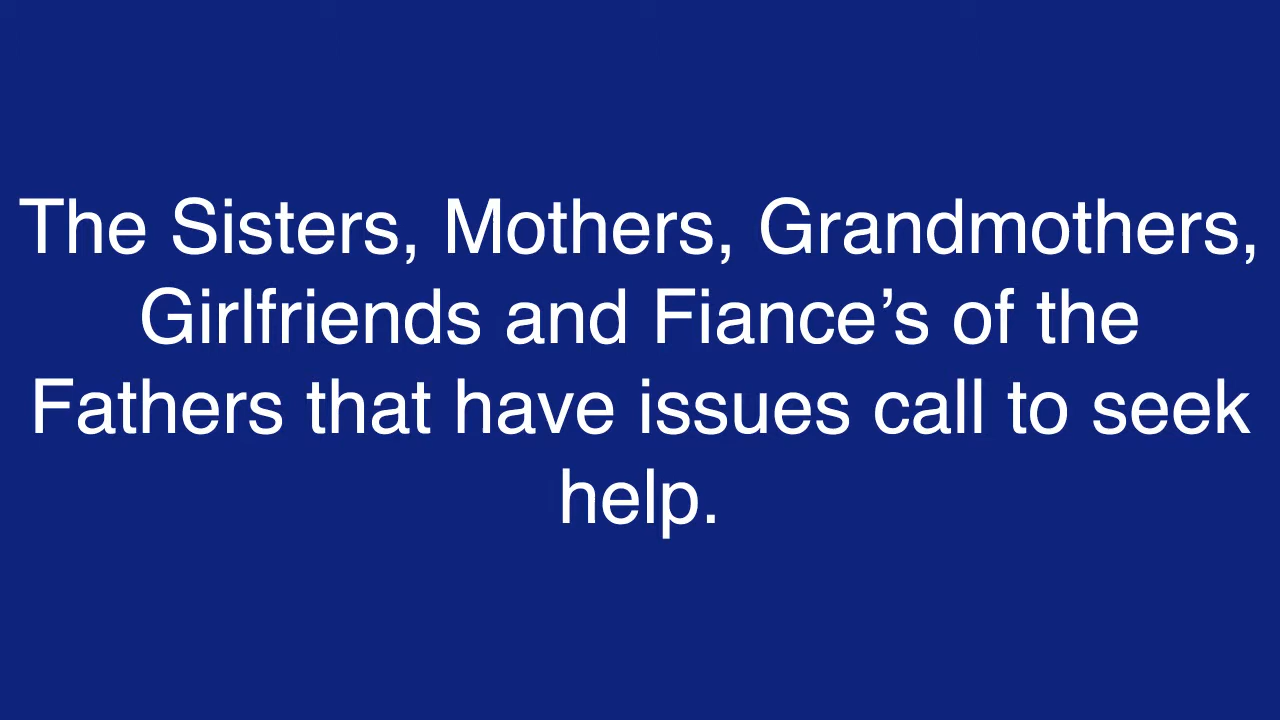 The Sisters, Mothers, Grandmothers,
Girlfriends and Fiance’s of the
Fathers that have issues call to seek
help.